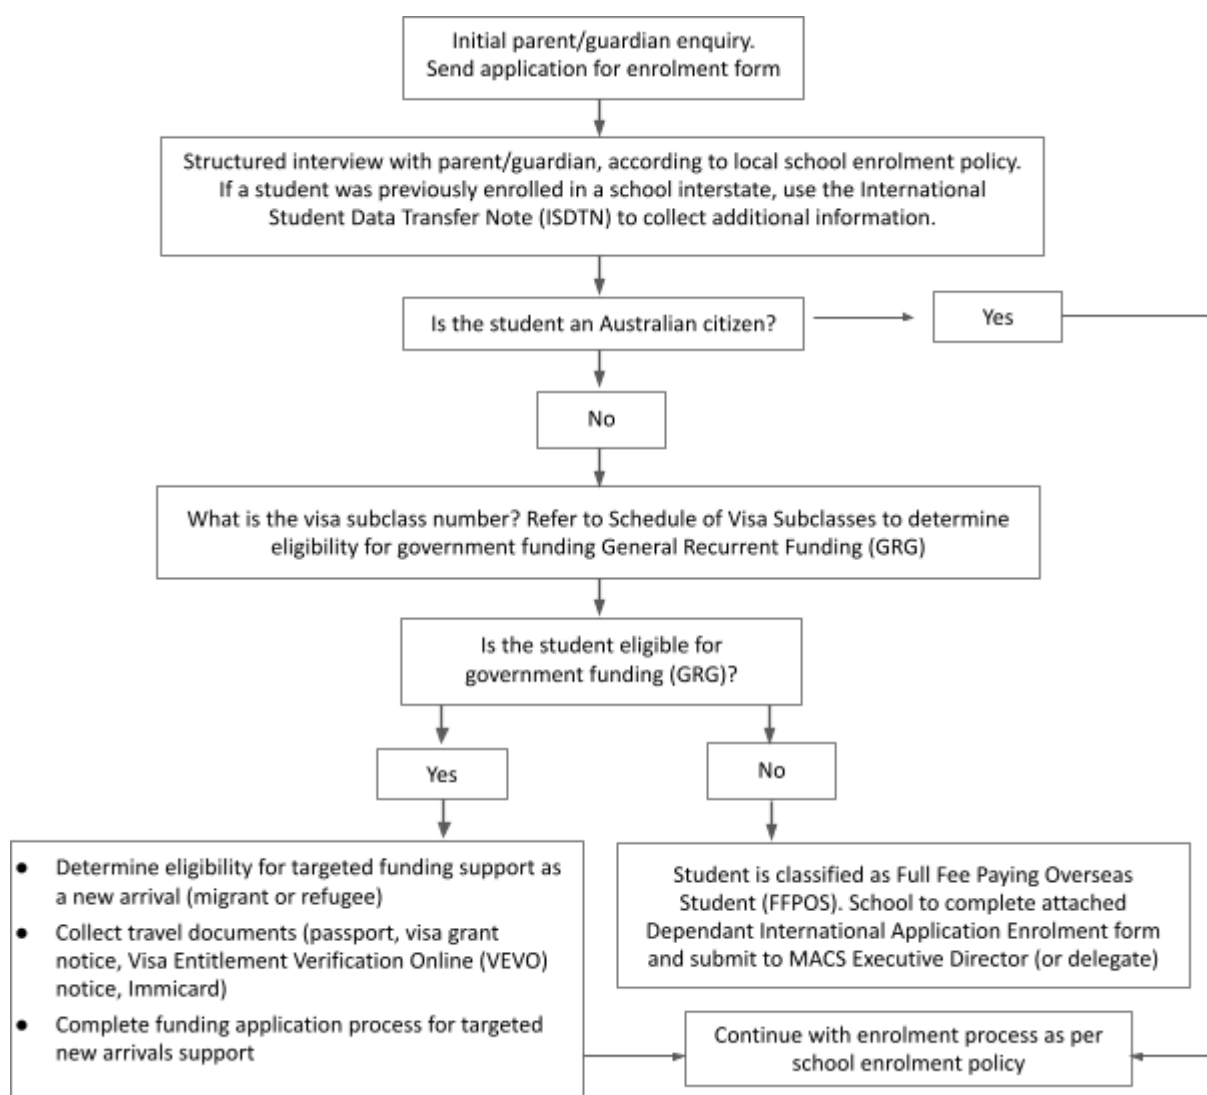 Initial parent/guardian enquiry.
Send application for enrolment form
Structured interview with parent/guardian, according to local school enrolment policy.
If a student was previously enrolled in a school interstate, use the International
Student Data Transfer Note (ISDTN) to collect additional information.
Is the student an Australian citizen?
Yes
No
What is the visa subclass number? Refer to Schedule of Visa Subclasses to determine
eligibility for government funding General Recurrent Funding (GRG)
Is the student eligible for
government funding (GRG)?
Yes
No
● Determine eligibility for targeted funding support as
a new arrival (migrant or refugee)
● Collect travel documents (passport, visa grant
notice, Visa Entitlement Verification Online (VEVO)
notice, Immicard)
● Complete funding application process for targeted
new arrivals support
Student is classified as Full Fee Paying Overseas
Student (FFPOS). School to complete attached
Dependant International Application Enrolment form
and submit to MACS Executive Director (or delegate)
Continue with enrolment process as per
school enrolment policy